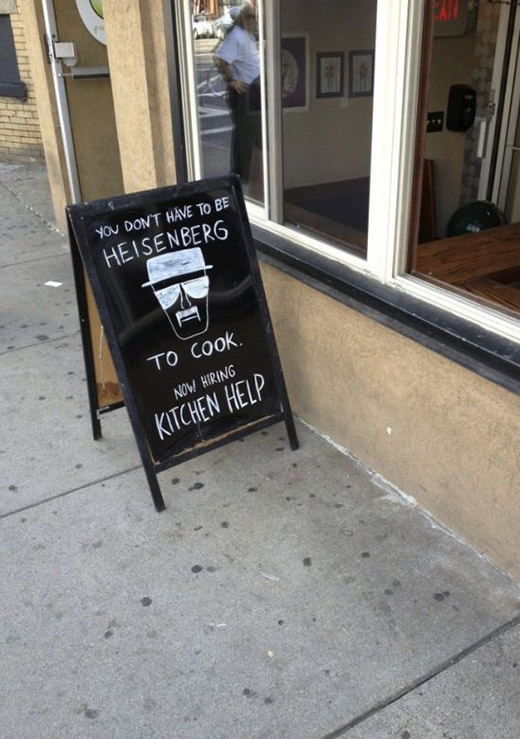 YOU DON'T HAVE TO BE
HEISENBERG
TO COOK.
NOW HIRING
KITCHEN HELP